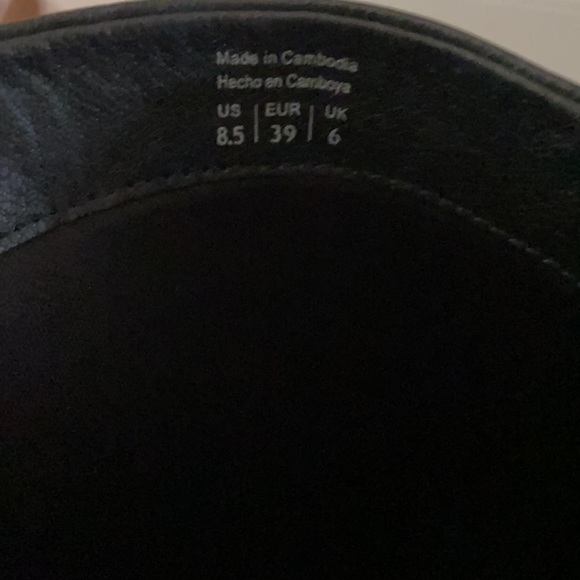 Made in Cambodia
Hecho en Camboya
US | EUR | UK
8.5 | 39 | 6